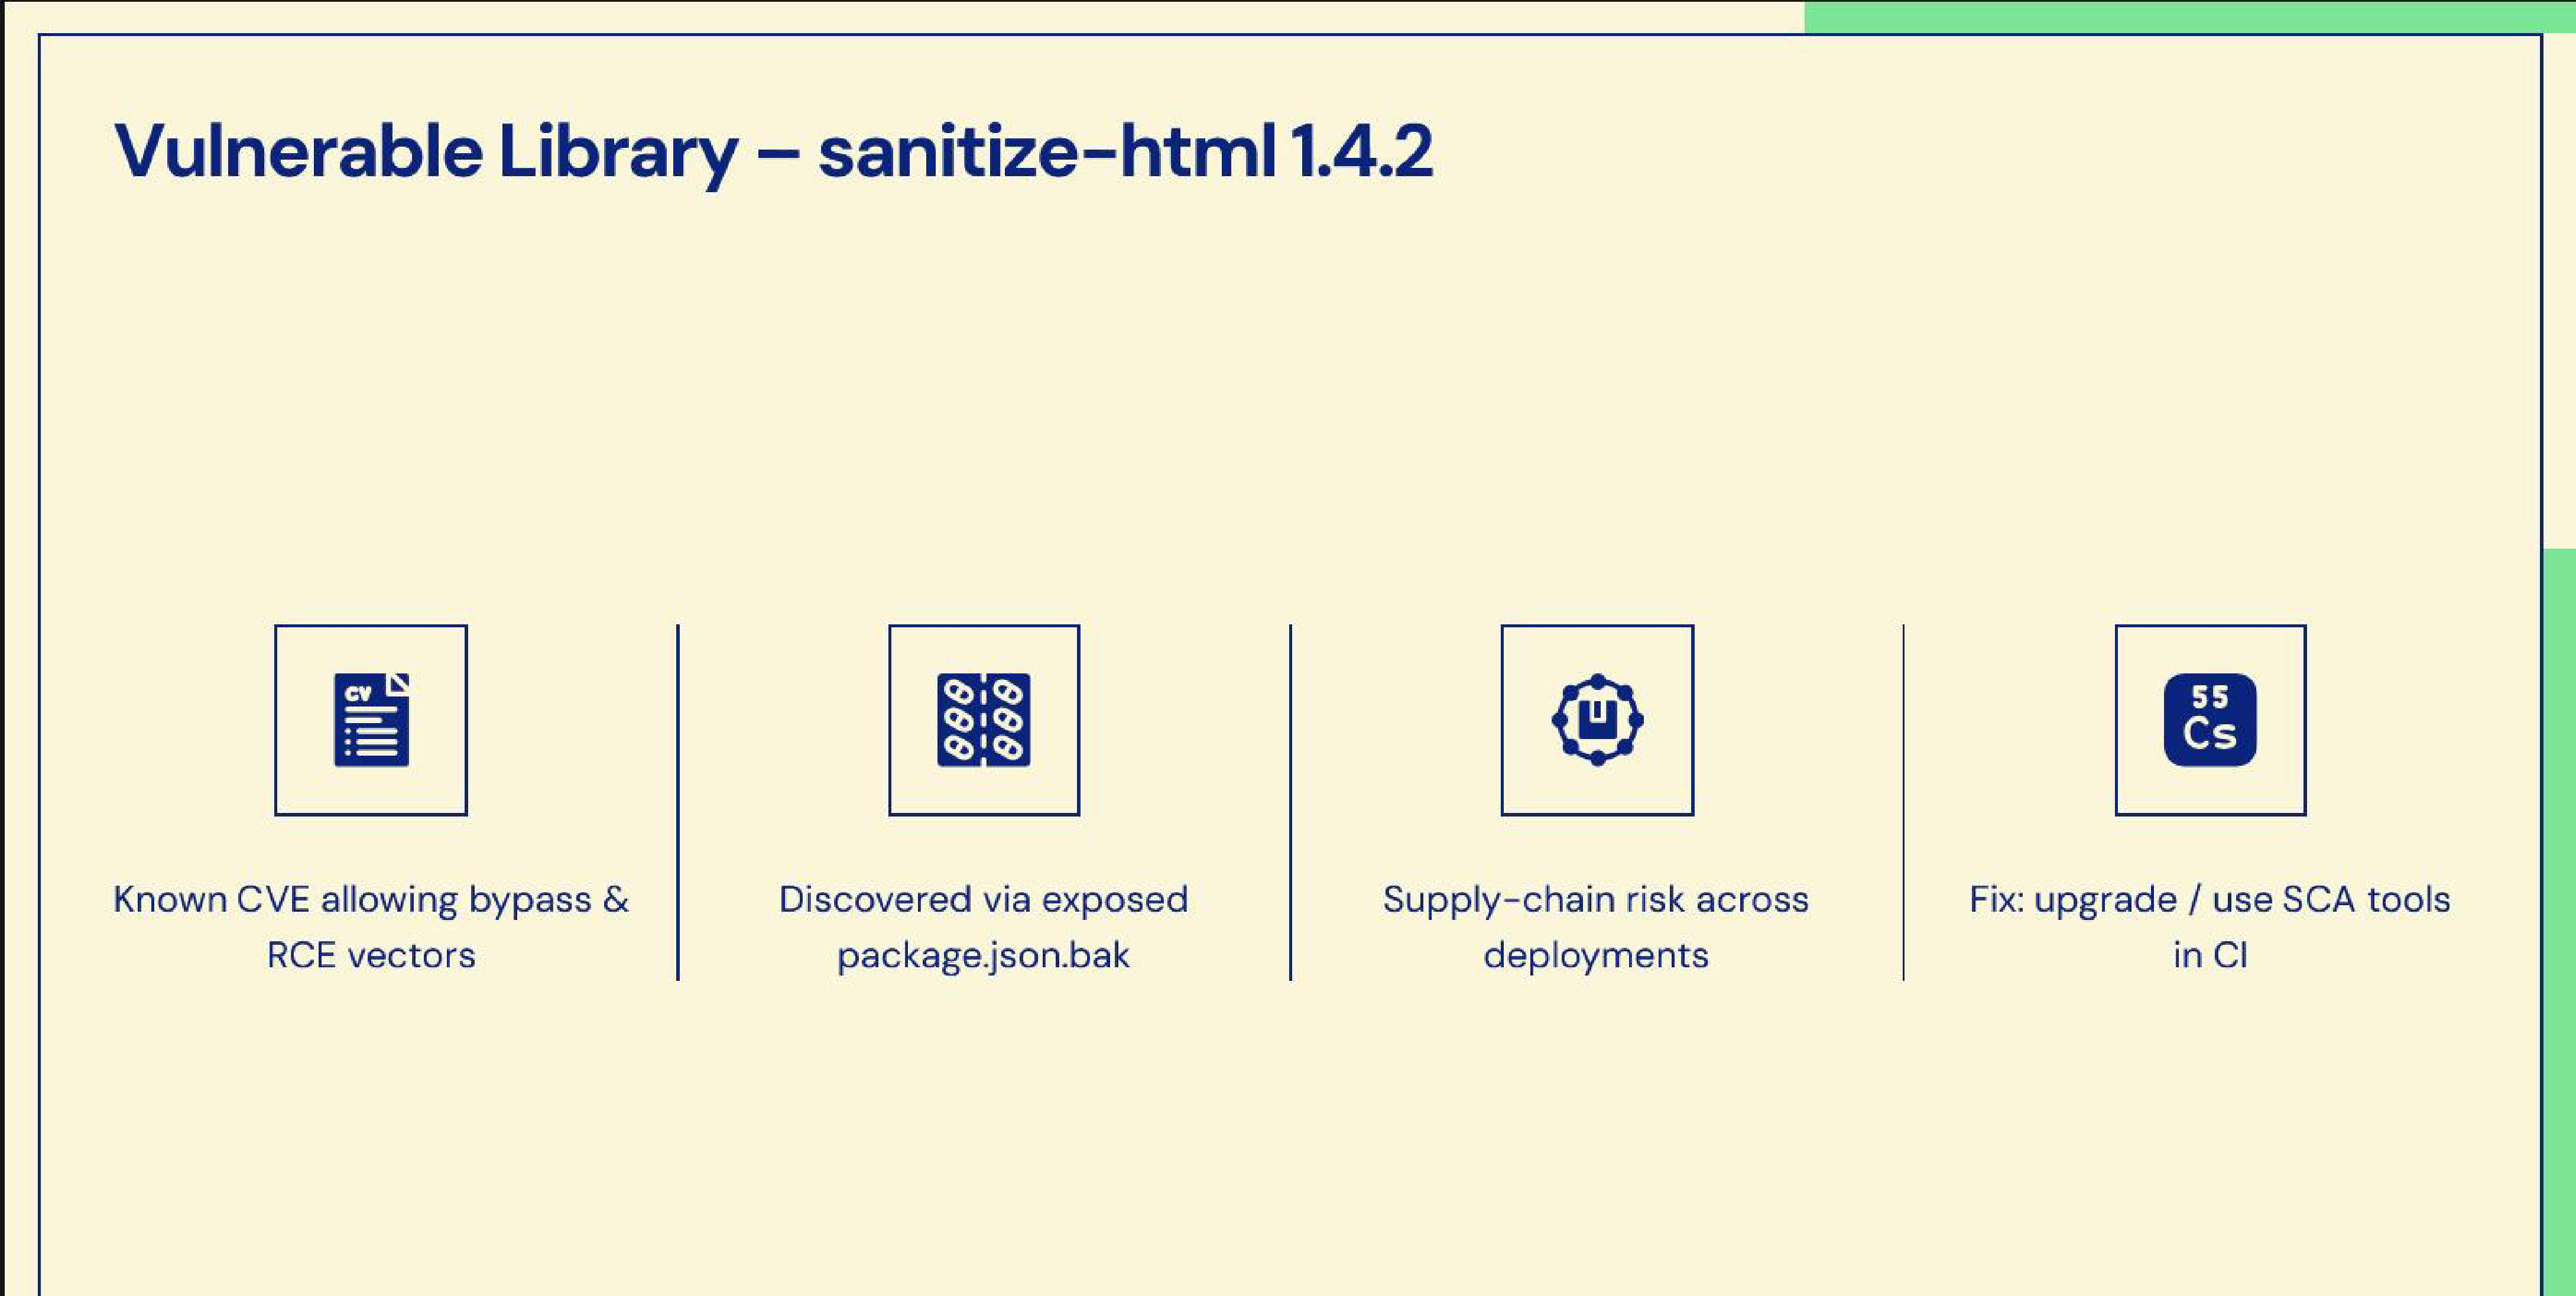 Vulnerable Library – sanitize-html 1.4.2
CV
55
Cs
Known CVE allowing bypass &
RCE vectors
Discovered via exposed
package.json.bak
Supply-chain risk across
deployments
Fix: upgrade / use SCA tools
in CI